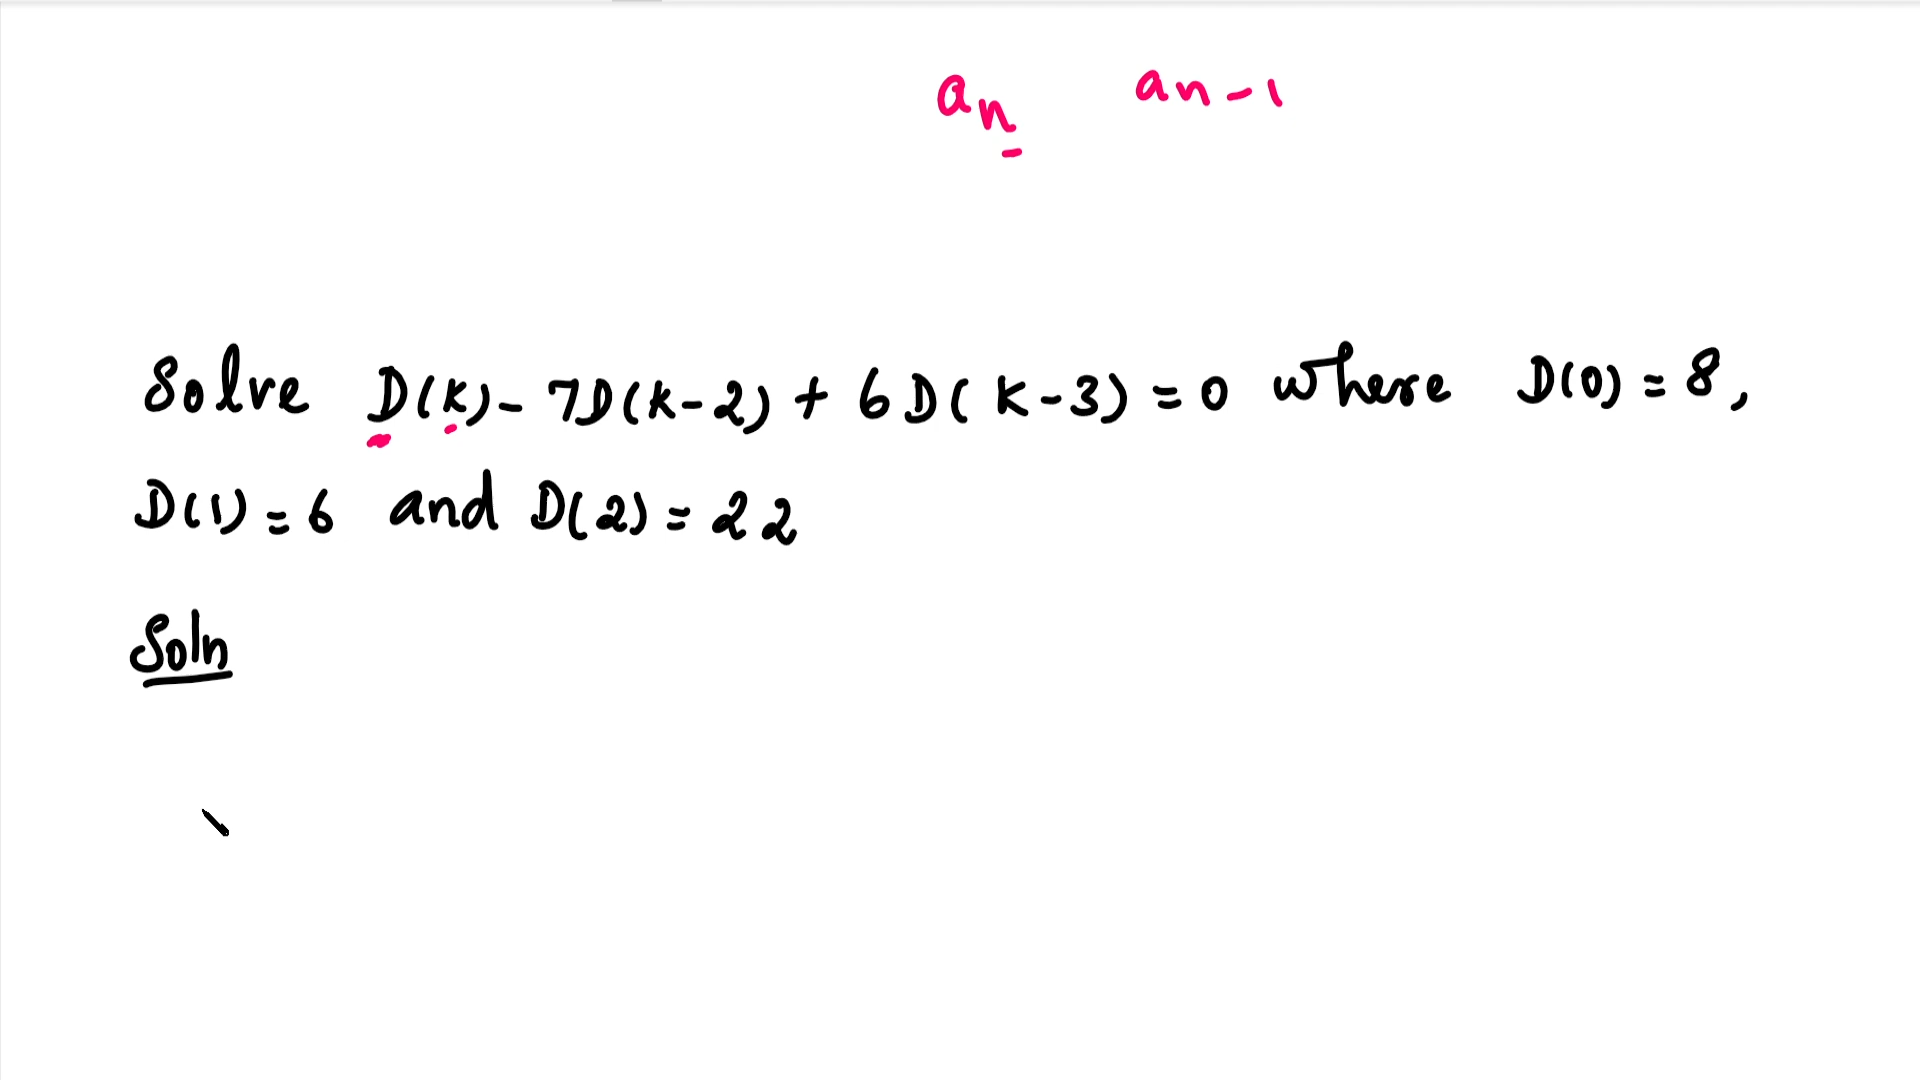 an an-1
Solve D(k)-7D(k-2)+6D(k-3)=0 where D(0)=8,
D(1)=6 and D(2)=22
Soln